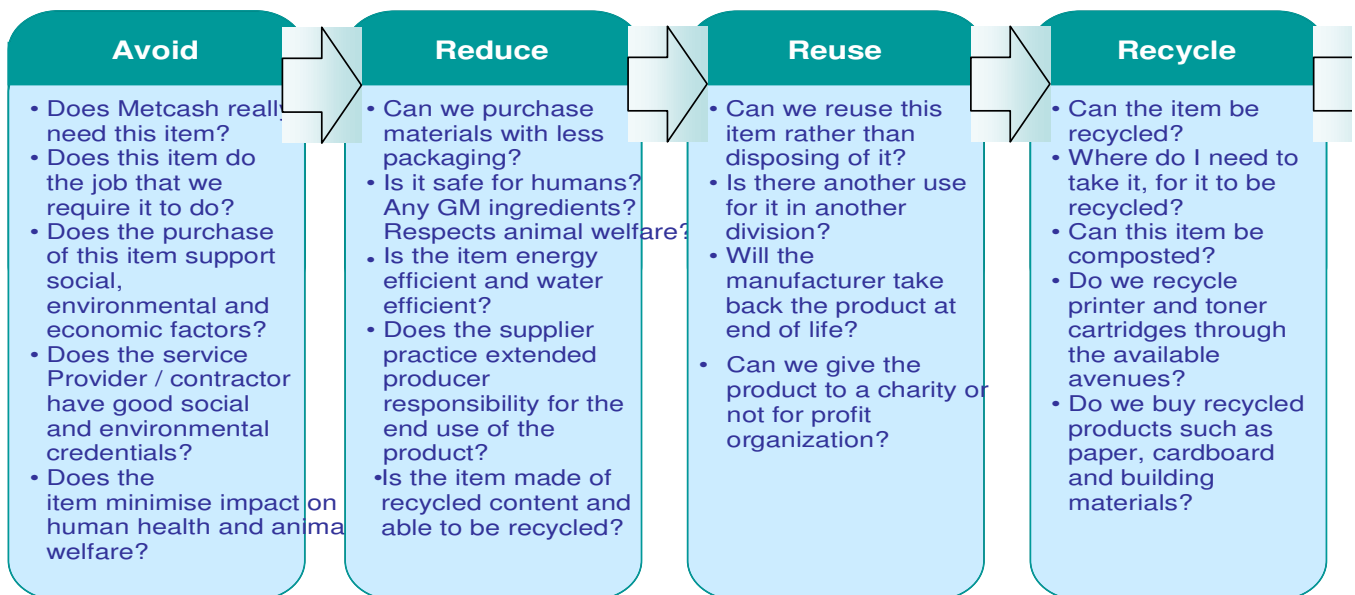 Avoid
• Does Metcash really
need this item?
• Does this item do
the job that we
require it to do?
• Does the purchase
of this item support
social,
environmental and
economic factors?
• Does the service
Provider / contractor
have good social
and environmental
credentials?
• Does the
item minimise impact on
human health and anima
welfare?
Reduce
• Can we purchase
materials with less
packaging?
• Is it safe for humans?
Any GM ingredients?
Respects animal welfare?
• Is the item energy
efficient and water
efficient?
• Does the supplier
practice extended
producer
responsibility for the
end use of the
product?
•Is the item made of
recycled content and
able to be recycled?
Reuse
• Can we reuse this
item rather than
disposing of it?
• Is there another use
for it in another
division?
• Will the
manufacturer take
back the product at
end of life?
• Can we give the
product to a charity or
not for profit
organization?
Recycle
• Can the item be
recycled?
• Where do I need to
take it, for it to be
recycled?
• Can this item be
composted?
• Do we recycle
printer and toner
cartridges through
the available
avenues?
• Do we buy recycled
products such as
paper, cardboard
and building
materials?